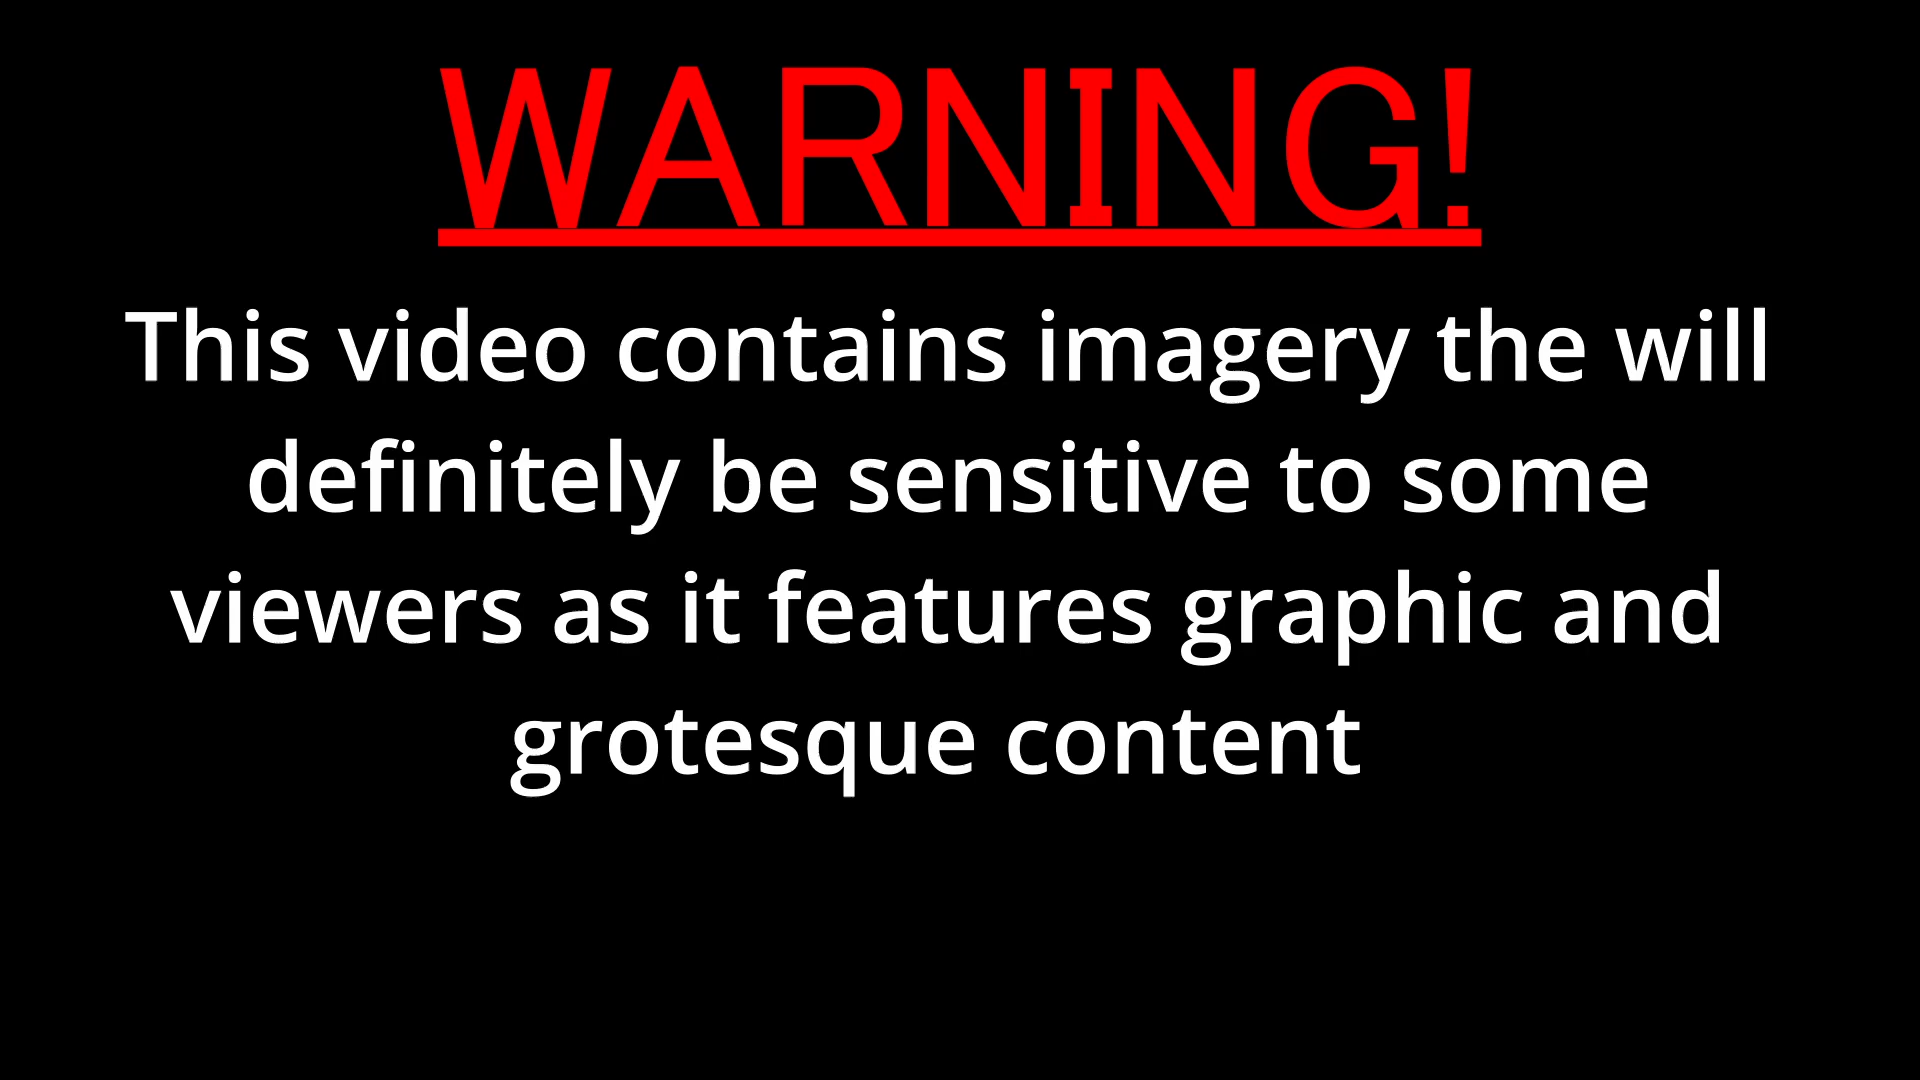 WARNING!
This video contains imagery the will
definitely be sensitive to some
viewers as it features graphic and
grotesque content